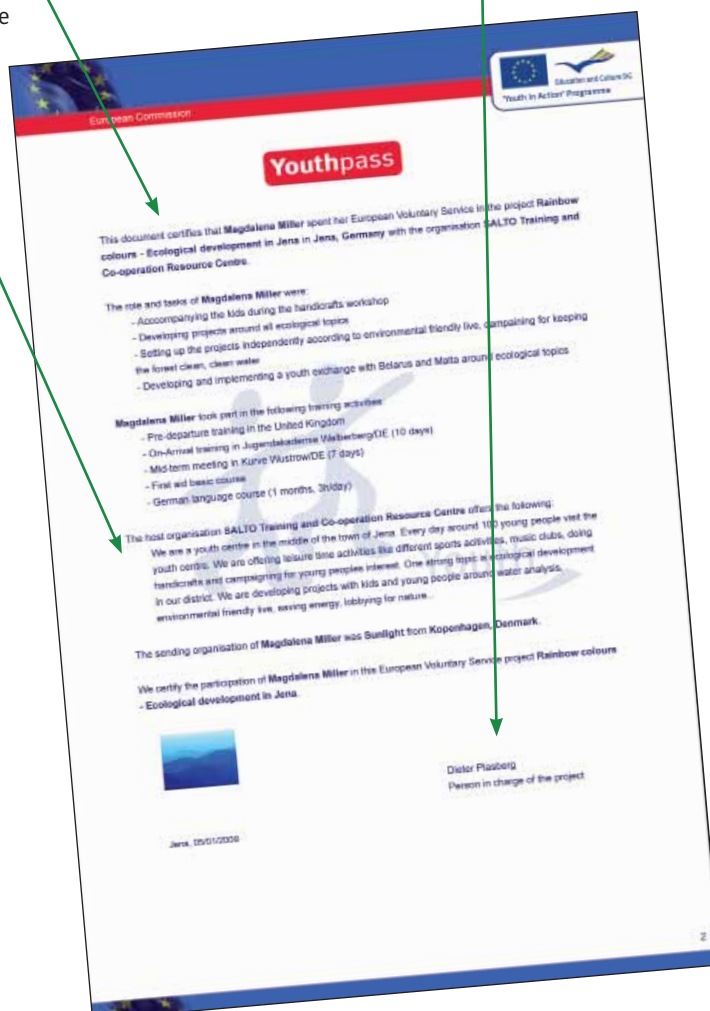 e
European Commission
Education and Culture DG
"Youth in Action" Programme
Youthpass
This document certifies that Magdalena Miller spent her European Voluntary Service in the project Rainbow
colours - Ecological development in Jena in Jena, Germany with the organisation SALTO Training and
Co-operation Resource Centre.
The role and tasks of Magdalena Miller were:
- Acccompanying the kids during the handicrafts workshop
- Developing projects around all ecological topics
- Setting up the projects independently according to environmental friendly live, campaining for keeping
the forest clean, clean water
- Developing and implementing a youth exchange with Belarus and Malta around ecological topics
Magdalena Miller took part in the following training activities
- Pre-departure training in the United Kingdom
- On-Arrival training in Jugendakademie Walberberg/DE (10 days)
- Mid-term meeting in Kurve Wustrow/DE (7 days)
- First aid basic course
- German language course (1 months, 3h/day)
The host organisation SALTO Training and Co-operation Resource Centre offers the following:
We are a youth centre in the middle of the town of Jena. Every day around 100 young people visit the
youth centre. We are offering leisure time activities like different sports activities, music clubs, doing
handicrafts and campaigning for young peoples interest. One strong topic is ecological development
in our district. We are developing projects with kids and young people around water analysis,
environmental friendly live, saving energy, lobbying for nature...
The sending organisation of Magdalena Miller was Sunlight from Kopenhagen, Denmark.
We certify the participation of Magdalena Miller in this European Voluntary Service project Rainbow colours
- Ecological development in Jena.
Dieter Plasberg
Person in charge of the project
Jena,
2